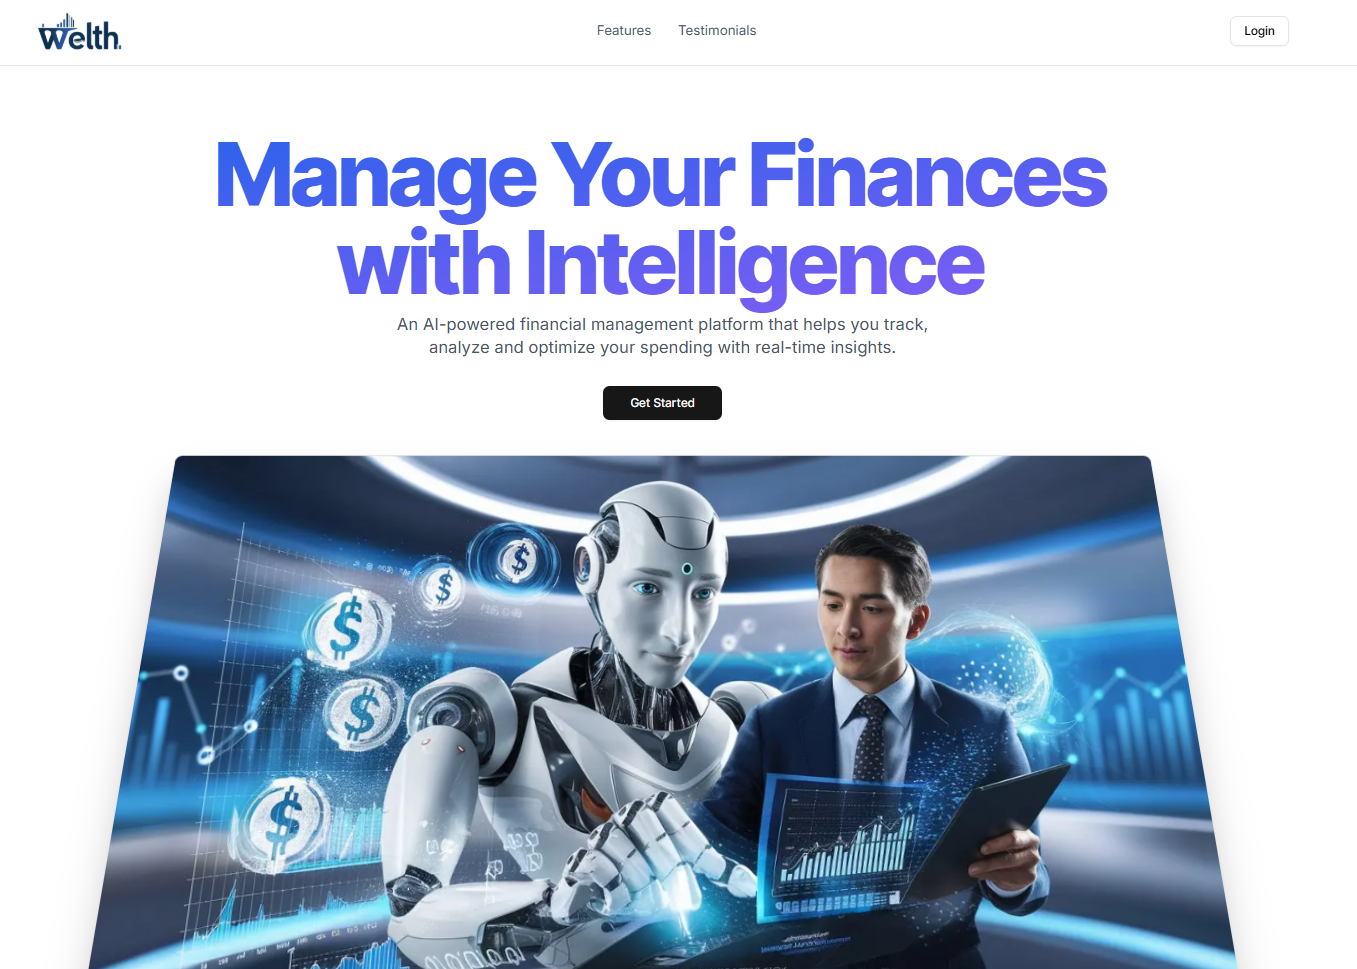 Welth
Features
Testimonials
Login
Manage Your Finances
with Intelligence
An AI-powered financial management platform that helps you track,
analyze and optimize your spending with real-time insights.
Get Started
$
$
$
$
$